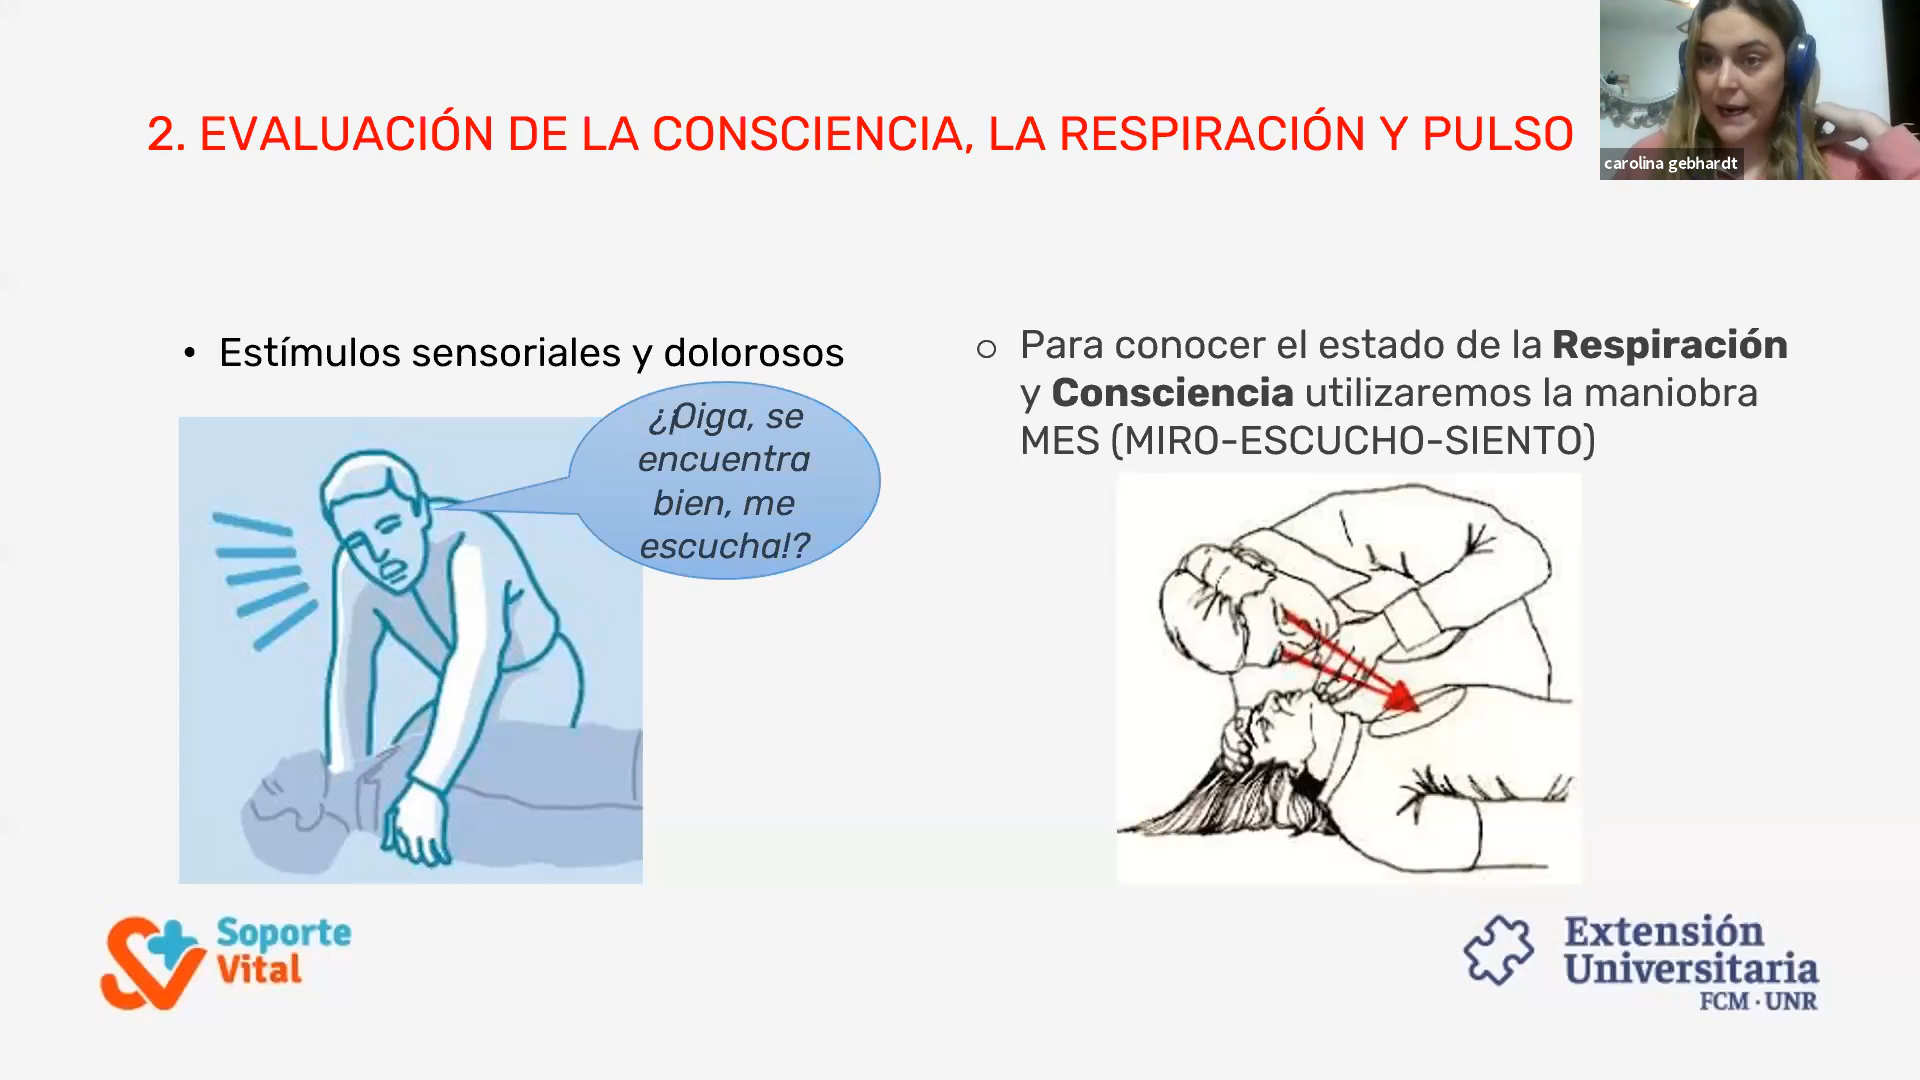 2. EVALUACIÓN DE LA CONSCIENCIA, LA RESPIRACIÓN Y PULSO
carolina gebhardt
• Estímulos sensoriales y dolorosos
¿¡Oiga, se
encuentra
bien, me
escucha!?
○ Para conocer el estado de la Respiración
y Consciencia utilizaremos la maniobra
MES (MIRO-ESCUCHO-SIENTO)
Soporte
Vital
Extensión
Universitaria
FCM · UNR